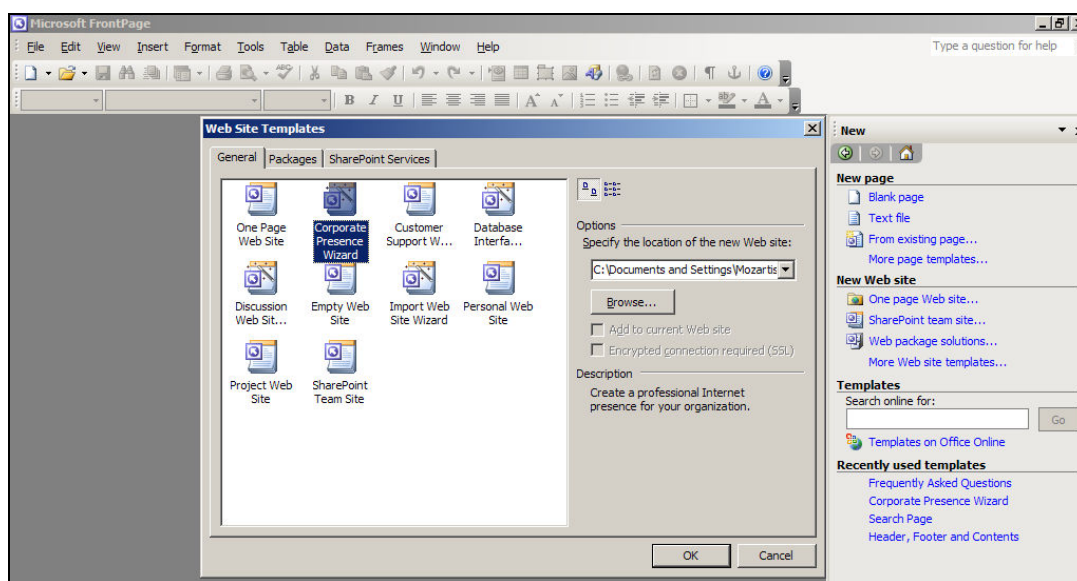 Microsoft FrontPage
File Edit View Insert Format Tools Table Data Frames Window Help
Type a question for help
B I U
Web Site Templates
General Packages SharePoint Services
One Page
Web Site
Corporate
Presence
Wizard
Customer
Support W...
Database
Interfa...
Discussion
Web Sit...
Empty Web
Site
Import Web
Site Wizard
Personal Web
Site
Project Web
Site
SharePoint
Team Site
Options
Specify the location of the new Web site:
C:\Documents and Settings\Mozartis
Browse...
Add to current Web site
Encrypted connection required (SSL)
Description
Create a professional Internet
presence for your organization.
OK Cancel
New
New page
Blank page
Text file
From existing page...
More page templates...
New Web site
One page Web site...
SharePoint team site...
Web package solutions...
More Web site templates...
Templates
Search online for:
Go
Templates on Office Online
Recently used templates
Frequently Asked Questions
Corporate Presence Wizard
Search Page
Header, Footer and Contents